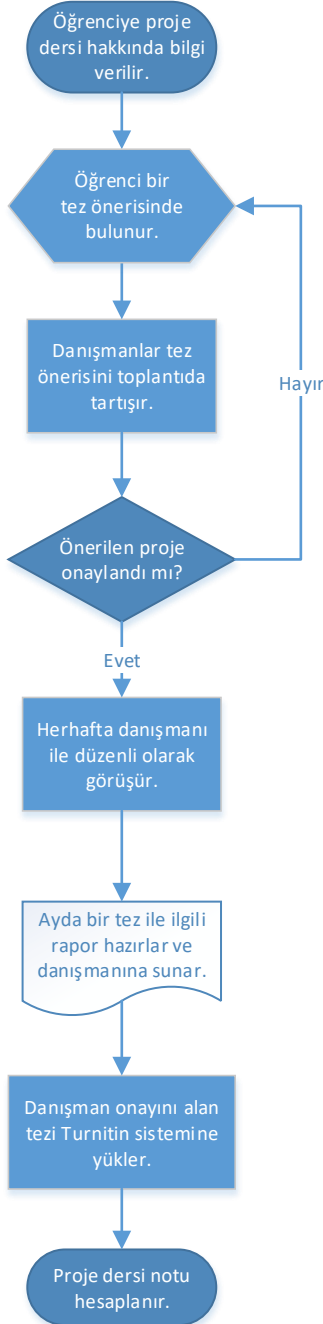 Öğrenciye proje
dersi hakkında bilgi
verilir.
Öğrenci bir
tez önerisinde
bulunur.
Danışmanlar tez
önerisini toplantıda
tartışır.
Hayır
Önerilen proje
onaylandı mı?
Evet
Herhafta danışmanı
ile düzenli olarak
görüşür.
Ayda bir tez ile ilgili
rapor hazırlar ve
danışmanına sunar.
Danışman onayını alan
tezi Turnitin sistemine
yükler.
Proje dersi notu
hesaplanır.